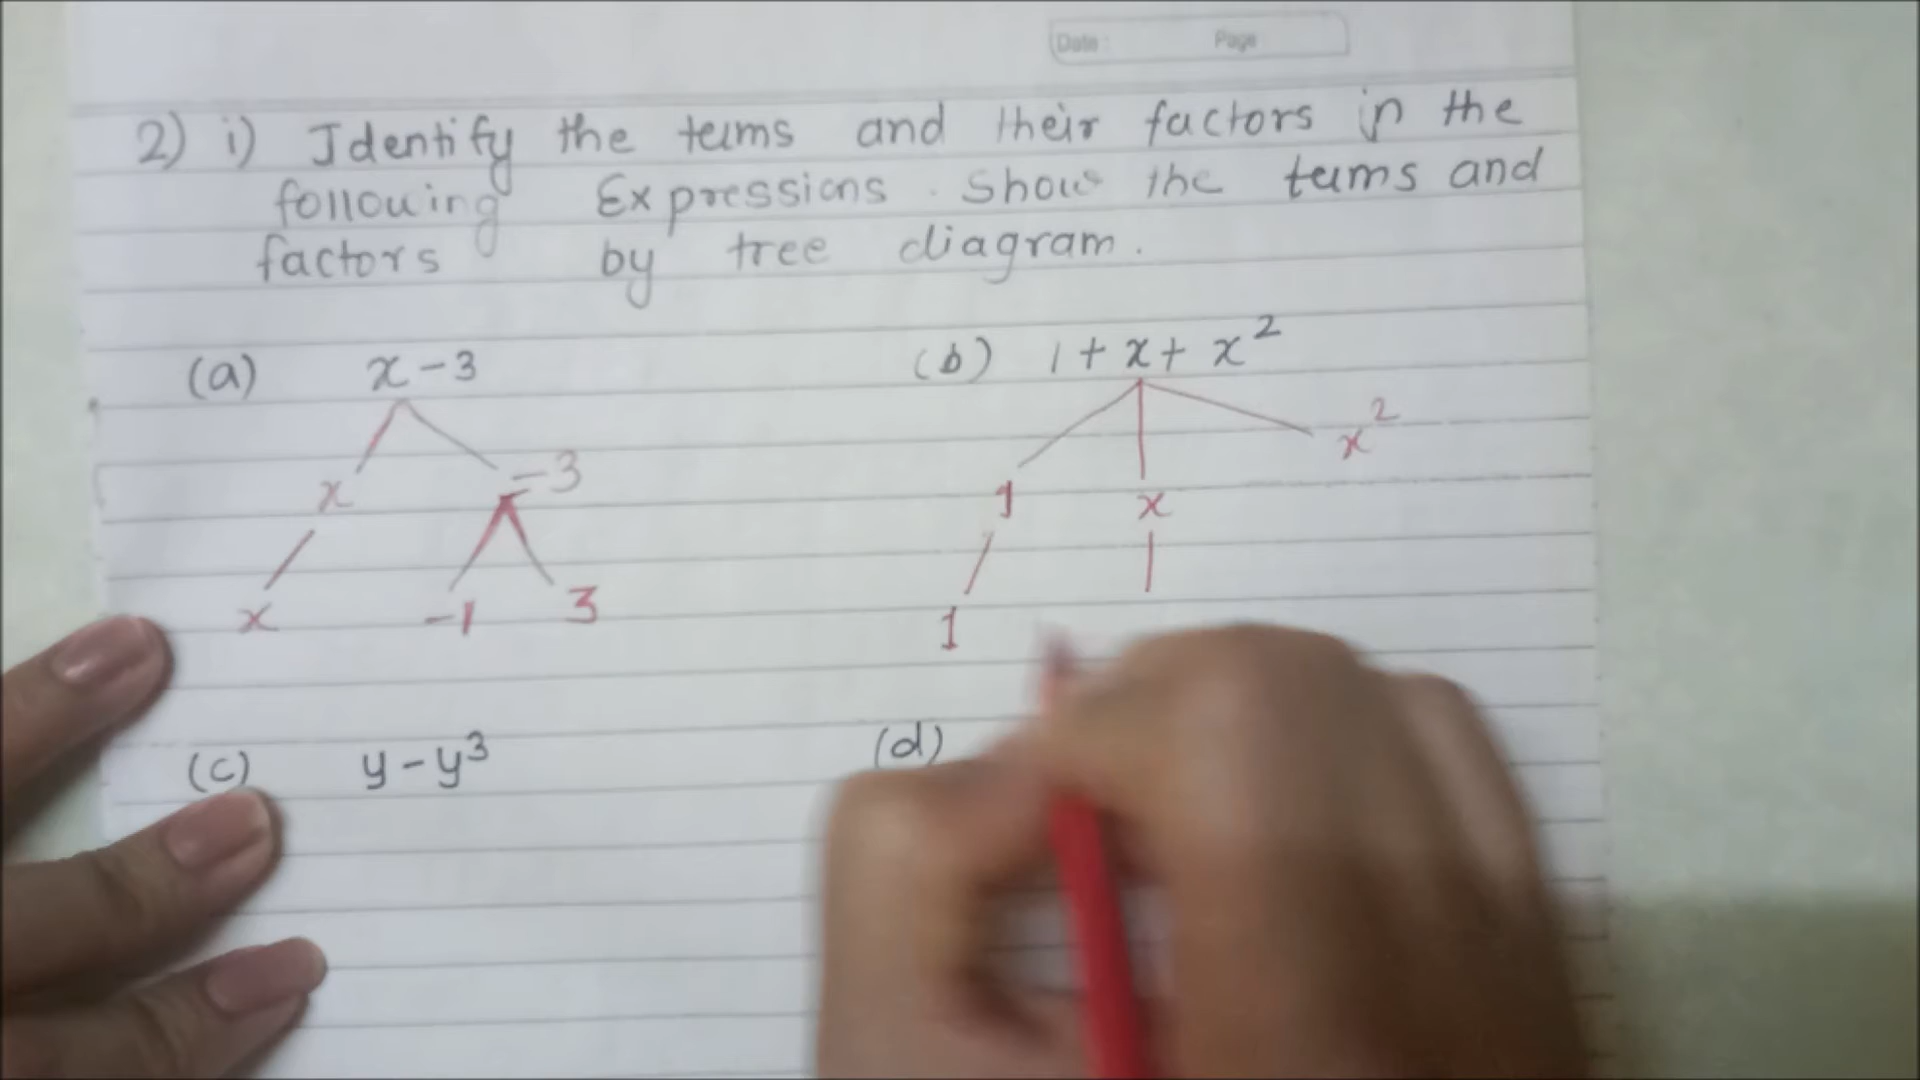 Date : Page
2) i) Identify the terms and their factors in the
following Expressions. Show the terms and
factors by tree diagram.
(a) x - 3 (b) 1 + x + x²
x -3 1 x x²
x -1 3 1
(c) y - y³ (d)